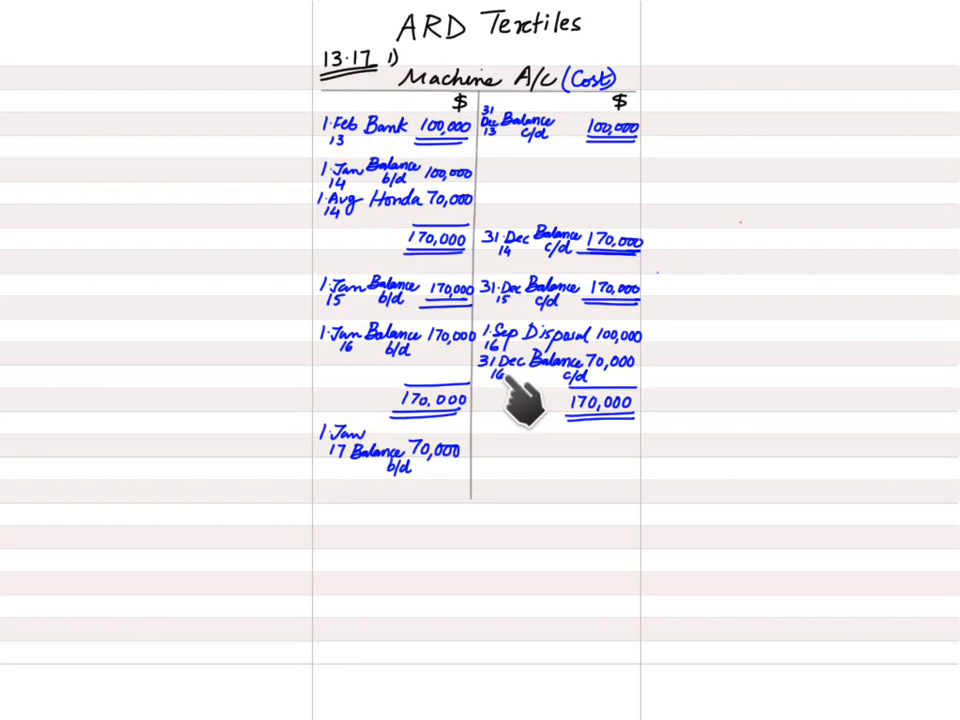 ARD Textiles
13.17 1)
Machine A/C (Cost)
$ $
1 Feb 13 Bank 100,000 31 Dec 13 Balance c/d 100,000
1 Jan 14 Balance b/d 100,000
1 Aug 14 Honda 70,000
170,000 31 Dec 14 Balance c/d 170,000
1 Jan 15 Balance b/d 170,000 31 Dec 15 Balance c/d 170,000
1 Jan 16 Balance b/d 170,000 1 Sep 16 Disposal 100,000
31 Dec 16 Balance c/d 70,000
170,000 170,000
1 Jan
17 Balance b/d 70,000